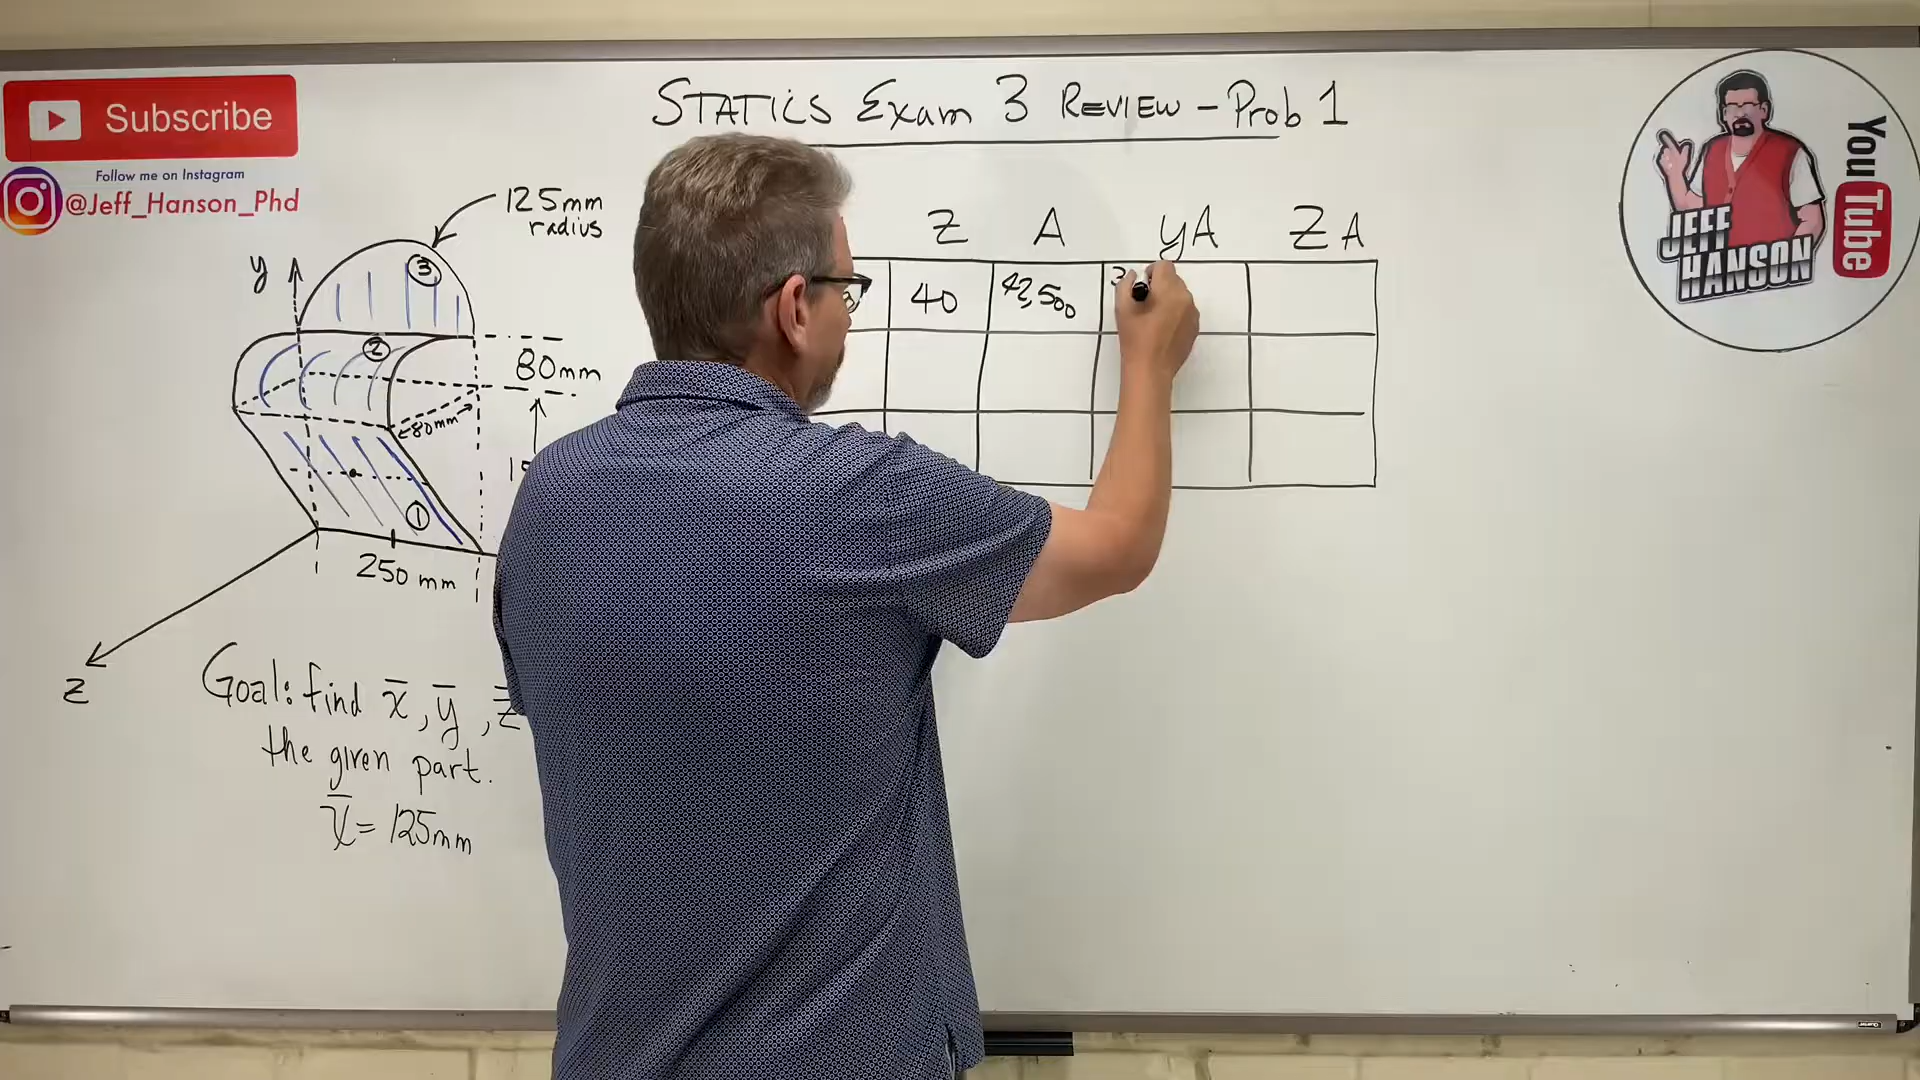 Subscribe
Follow me on Instagram
@Jeff_Hanson_Phd
STATICS Exam 3 REVIEW - Prob 1
YouTube
JEFF
HANSON
125mm
radius
y
③
②
80mm
80mm
①
250 mm
z
Z A yA ZA
40 42,500 3
Goal: find x̅, y̅, z̅
the given part.
x̅ = 125mm